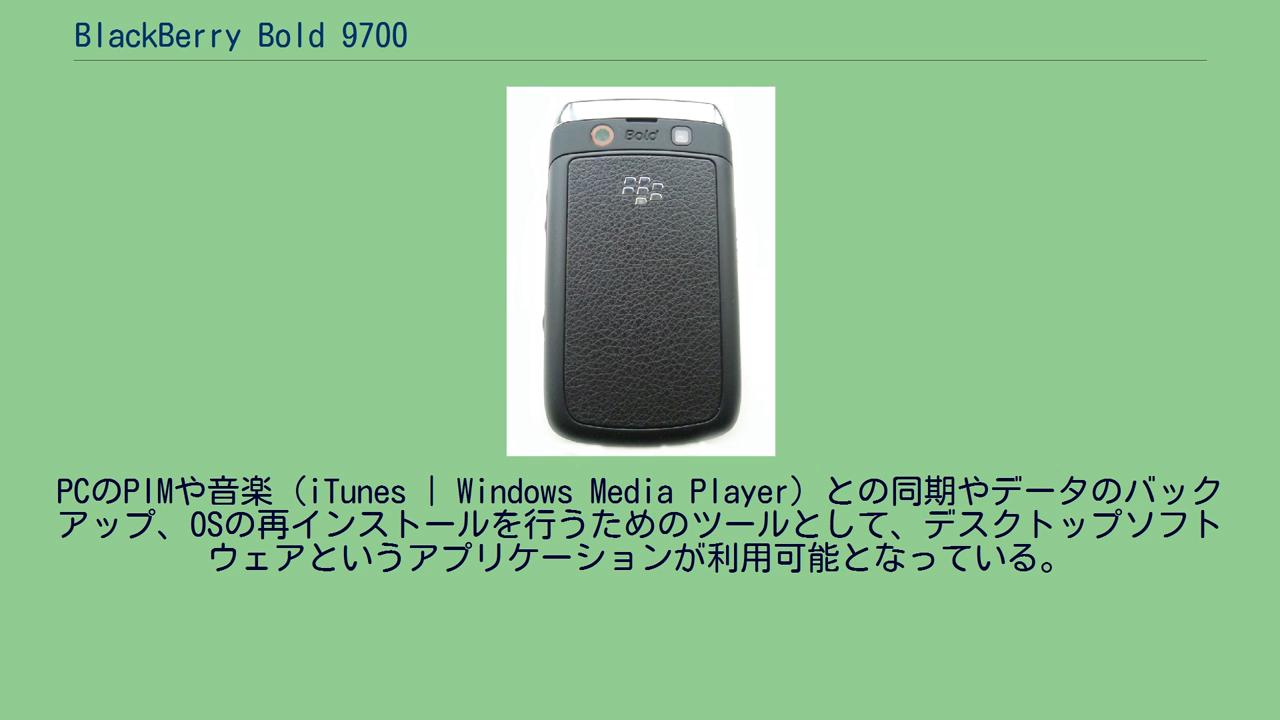 BlackBerry Bold 9700
Bold
PCのPIMや音楽（iTunes | Windows Media Player）との同期やデータのバック
アップ、OSの再インストールを行うためのツールとして、デスクトップソフト
ウェアというアプリケーションが利用可能となっている。